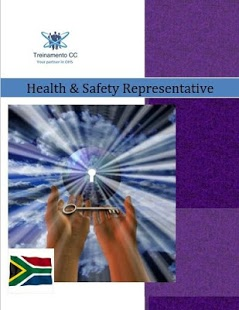 Treinamento CC
Your partner in OHS
Health & Safety Representative